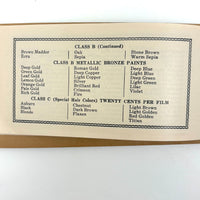 CLASS B (Continued)
Brown Madder Oak Stone Brown
Ecru Sepia Warm Sepia
CLASS B METALLIC BRONZE PAINTS
Deep Gold Roman Gold Deep Blue
Green Gold Deep Copper Light Blue
Leaf Gold Light Copper Deep Green
Lemon Gold Silver Light Green
Orange Gold Brilliant Red Lilac
Pale Gold Crimson Violet
Rich Gold Fire
CLASS C (Special Hair Colors) TWENTY CENTS PER FILM
Auburn Chestnut Light Brown
Black Dark Brown Light Golden
Blonde Flaxen Red Golden
Titian